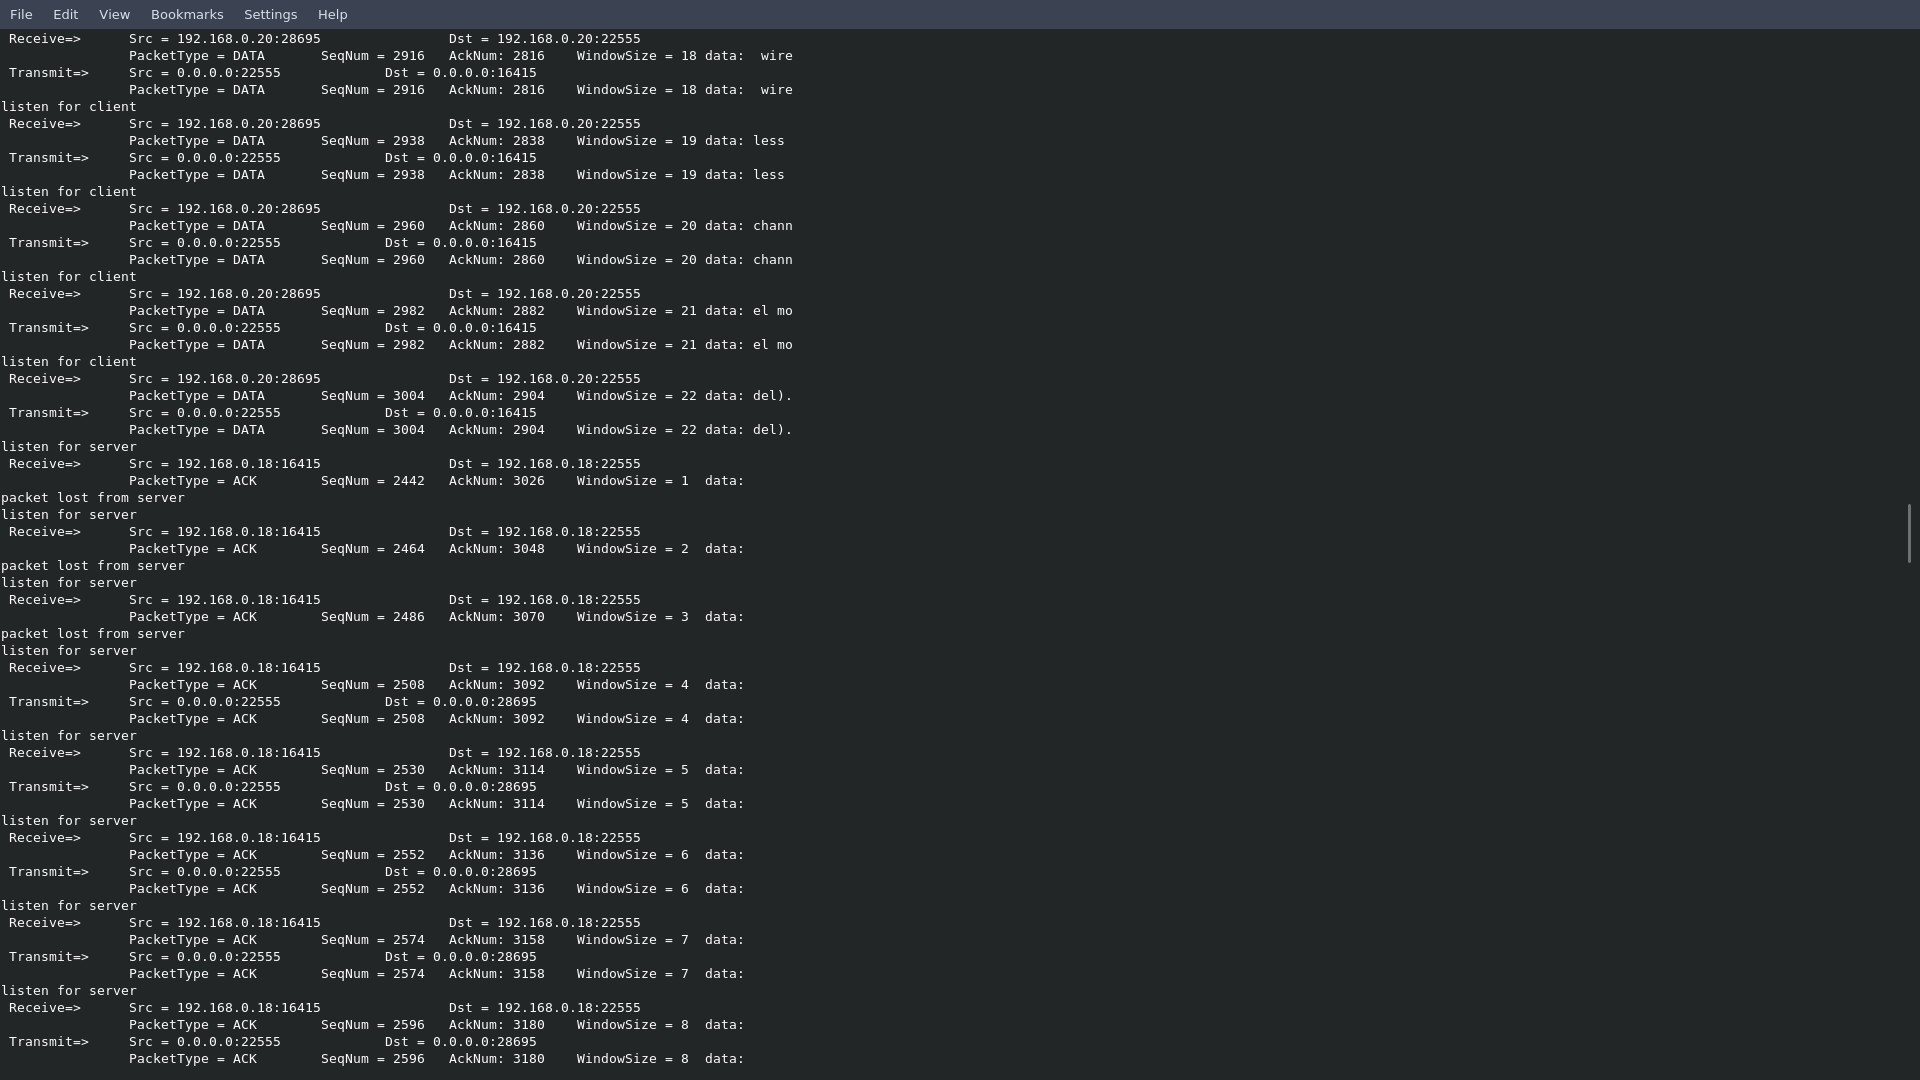 File Edit View Bookmarks Settings Help
Receive=> Src = 192.168.0.20:28695 Dst = 192.168.0.20:22555
PacketType = DATA SeqNum = 2916 AckNum: 2816 WindowSize = 18 data:  wire
Transmit=> Src = 0.0.0.0:22555 Dst = 0.0.0.0:16415
PacketType = DATA SeqNum = 2916 AckNum: 2816 WindowSize = 18 data:  wire
listen for client
Receive=> Src = 192.168.0.20:28695 Dst = 192.168.0.20:22555
PacketType = DATA SeqNum = 2938 AckNum: 2838 WindowSize = 19 data: less
Transmit=> Src = 0.0.0.0:22555 Dst = 0.0.0.0:16415
PacketType = DATA SeqNum = 2938 AckNum: 2838 WindowSize = 19 data: less
listen for client
Receive=> Src = 192.168.0.20:28695 Dst = 192.168.0.20:22555
PacketType = DATA SeqNum = 2960 AckNum: 2860 WindowSize = 20 data: chann
Transmit=> Src = 0.0.0.0:22555 Dst = 0.0.0.0:16415
PacketType = DATA SeqNum = 2960 AckNum: 2860 WindowSize = 20 data: chann
listen for client
Receive=> Src = 192.168.0.20:28695 Dst = 192.168.0.20:22555
PacketType = DATA SeqNum = 2982 AckNum: 2882 WindowSize = 21 data: el mo
Transmit=> Src = 0.0.0.0:22555 Dst = 0.0.0.0:16415
PacketType = DATA SeqNum = 2982 AckNum: 2882 WindowSize = 21 data: el mo
listen for client
Receive=> Src = 192.168.0.20:28695 Dst = 192.168.0.20:22555
PacketType = DATA SeqNum = 3004 AckNum: 2904 WindowSize = 22 data: del).
Transmit=> Src = 0.0.0.0:22555 Dst = 0.0.0.0:16415
PacketType = DATA SeqNum = 3004 AckNum: 2904 WindowSize = 22 data: del).
listen for server
Receive=> Src = 192.168.0.18:16415 Dst = 192.168.0.18:22555
PacketType = ACK SeqNum = 2442 AckNum: 3026 WindowSize = 1 data:
packet lost from server
listen for server
Receive=> Src = 192.168.0.18:16415 Dst = 192.168.0.18:22555
PacketType = ACK SeqNum = 2464 AckNum: 3048 WindowSize = 2 data:
packet lost from server
listen for server
Receive=> Src = 192.168.0.18:16415 Dst = 192.168.0.18:22555
PacketType = ACK SeqNum = 2486 AckNum: 3070 WindowSize = 3 data:
packet lost from server
listen for server
Receive=> Src = 192.168.0.18:16415 Dst = 192.168.0.18:22555
PacketType = ACK SeqNum = 2508 AckNum: 3092 WindowSize = 4 data:
Transmit=> Src = 0.0.0.0:22555 Dst = 0.0.0.0:28695
PacketType = ACK SeqNum = 2508 AckNum: 3092 WindowSize = 4 data:
listen for server
Receive=> Src = 192.168.0.18:16415 Dst = 192.168.0.18:22555
PacketType = ACK SeqNum = 2530 AckNum: 3114 WindowSize = 5 data:
Transmit=> Src = 0.0.0.0:22555 Dst = 0.0.0.0:28695
PacketType = ACK SeqNum = 2530 AckNum: 3114 WindowSize = 5 data:
listen for server
Receive=> Src = 192.168.0.18:16415 Dst = 192.168.0.18:22555
PacketType = ACK SeqNum = 2552 AckNum: 3136 WindowSize = 6 data:
Transmit=> Src = 0.0.0.0:22555 Dst = 0.0.0.0:28695
PacketType = ACK SeqNum = 2552 AckNum: 3136 WindowSize = 6 data:
listen for server
Receive=> Src = 192.168.0.18:16415 Dst = 192.168.0.18:22555
PacketType = ACK SeqNum = 2574 AckNum: 3158 WindowSize = 7 data:
Transmit=> Src = 0.0.0.0:22555 Dst = 0.0.0.0:28695
PacketType = ACK SeqNum = 2574 AckNum: 3158 WindowSize = 7 data:
listen for server
Receive=> Src = 192.168.0.18:16415 Dst = 192.168.0.18:22555
PacketType = ACK SeqNum = 2596 AckNum: 3180 WindowSize = 8 data:
Transmit=> Src = 0.0.0.0:22555 Dst = 0.0.0.0:28695
PacketType = ACK SeqNum = 2596 AckNum: 3180 WindowSize = 8 data: